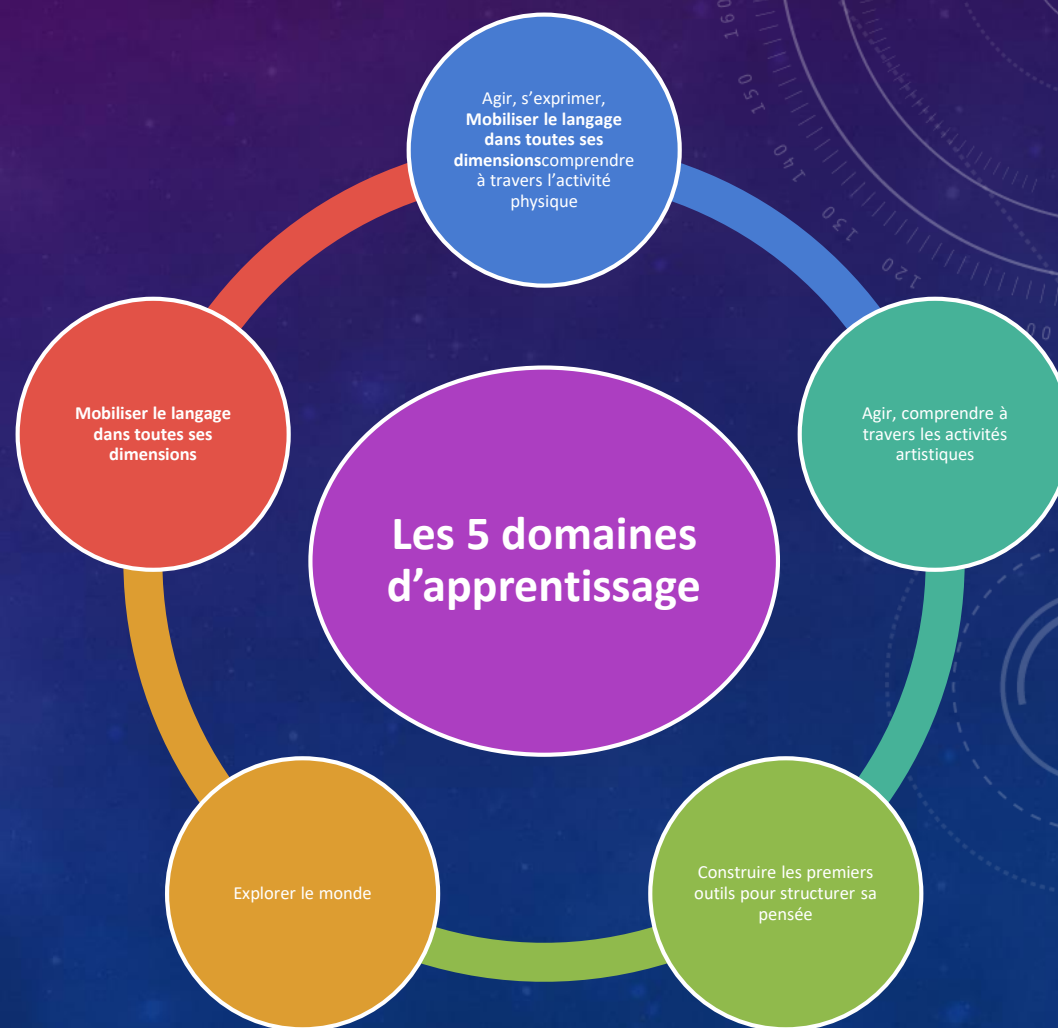 Agir, s’exprimer,
Mobiliser le langage
dans toutes ses
dimensionscomprendre
à travers l’activité
physique
Mobiliser le langage
dans toutes ses
dimensions
Agir, comprendre à
travers les activités
artistiques
Les 5 domaines
d’apprentissage
Explorer le monde
Construire les premiers
outils pour structurer sa
pensée
160
150
140
130
120